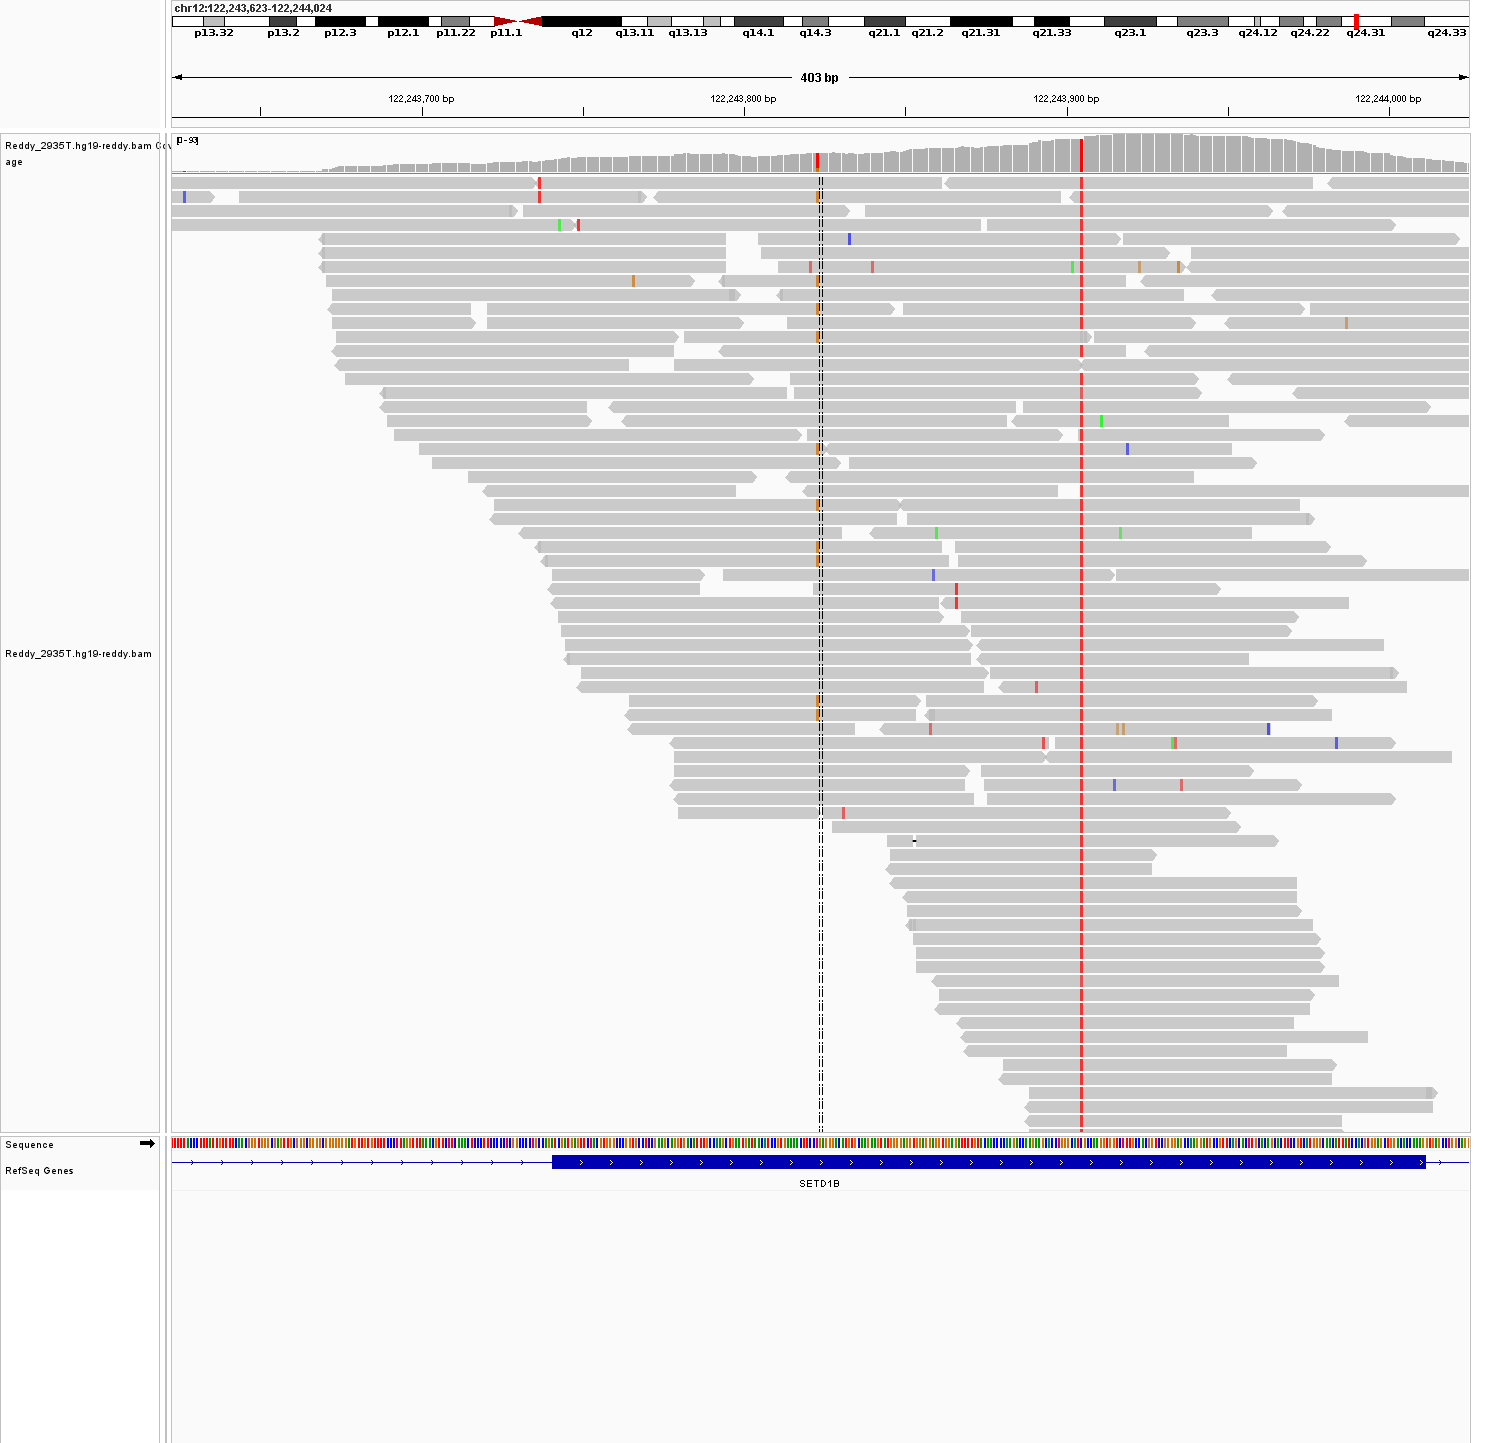 chr12:122,243,623-122,244,024
p13.32 p13.2 p12.3 p12.1 p11.22 p11.1 q12 q13.11 q13.13 q14.1 q14.3 q21.1 q21.2 q21.31 q21.33 q23.1 q23.3 q24.12 q24.22 q24.31 q24.33
403 bp
122,243,700 bp 122,243,800 bp 122,243,900 bp 122,244,000 bp
Reddy_2935T.hg19-reddy.bam Cov
age
[0 - 93]
Reddy_2935T.hg19-reddy.bam
Sequence
RefSeq Genes
SETD1B